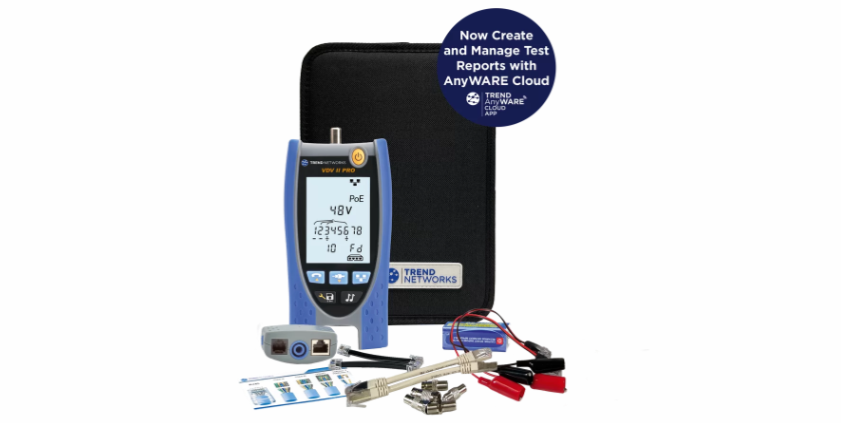 Now Create
and Manage Test
Reports with
AnyWARE Cloud
TREND
AnyWARE
CLOUD
APP
TREND NETWORKS
VDV II PRO
PoE
48V
12345678
10 Fd
TREND
NETWORKS